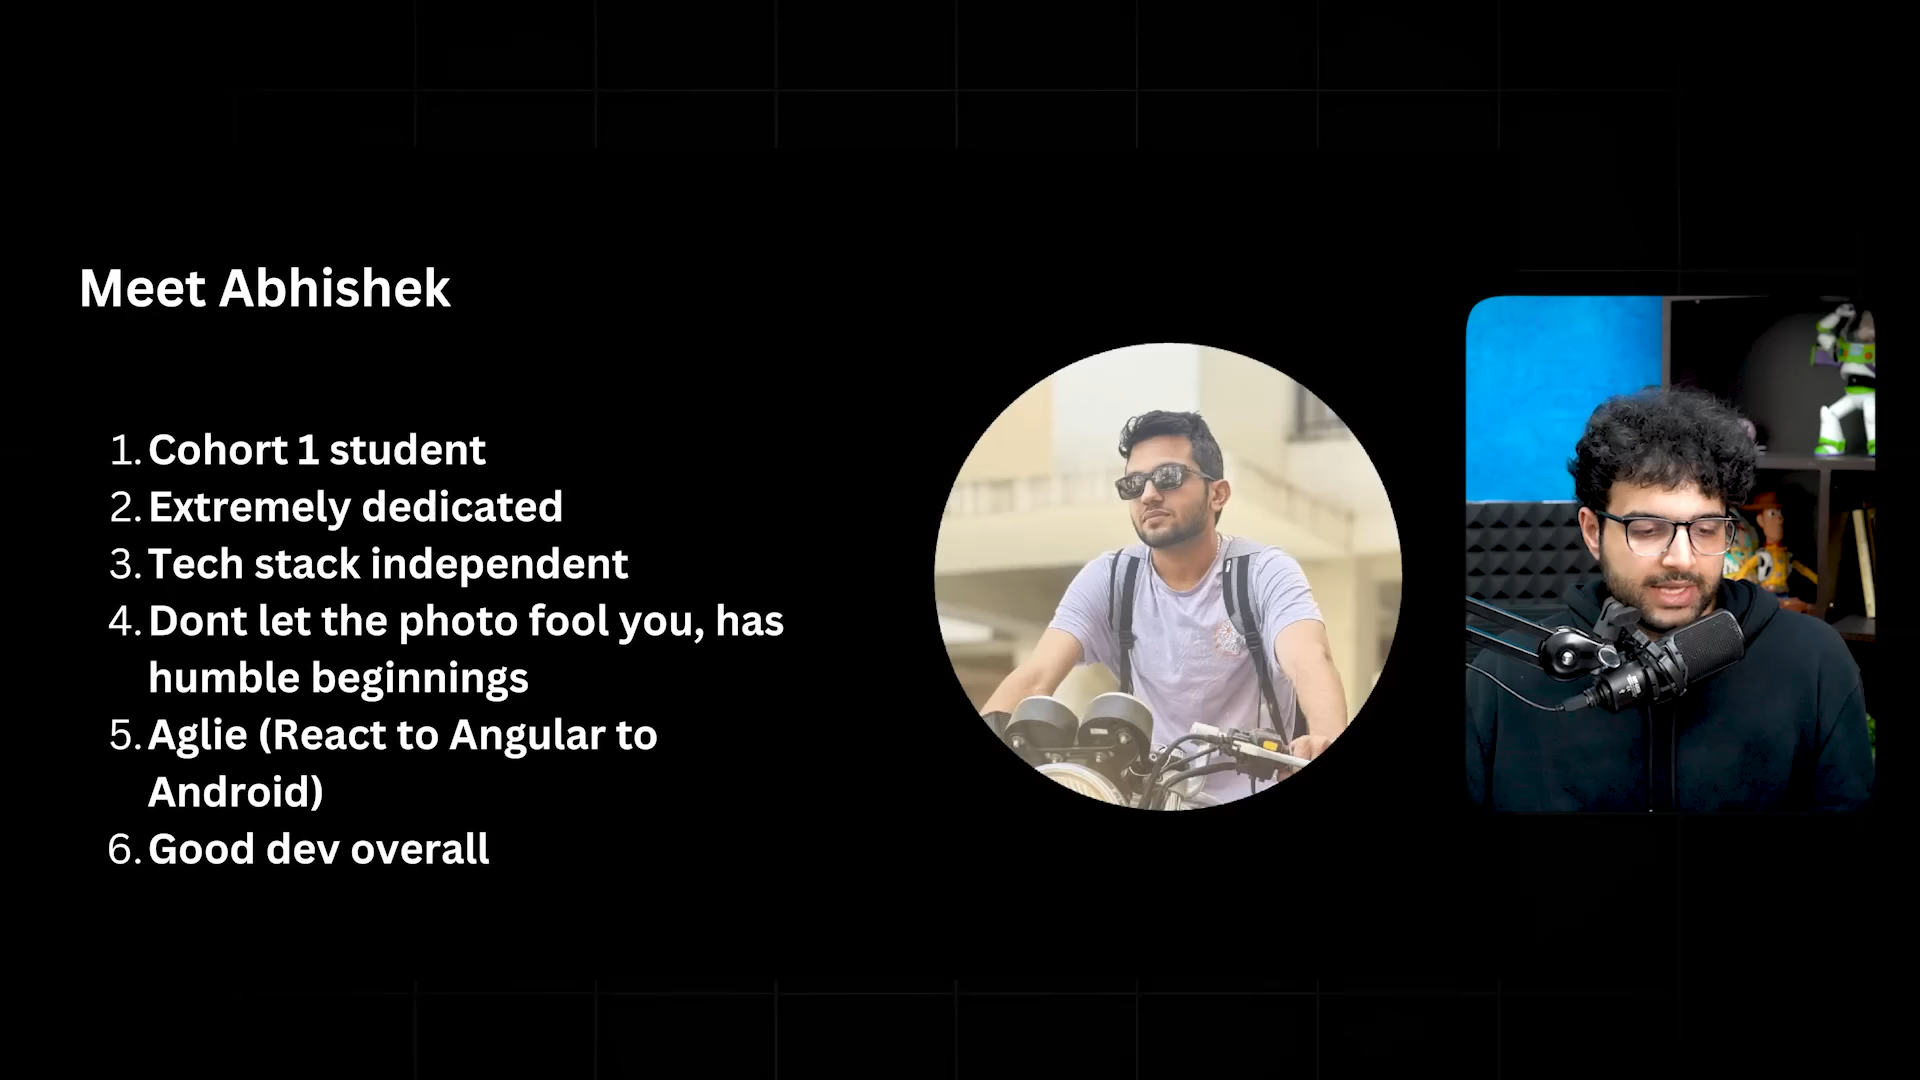 Meet Abhishek
1. Cohort 1 student
2. Extremely dedicated
3. Tech stack independent
4. Dont let the photo fool you, has
humble beginnings
5. Aglie (React to Angular to
Android)
6. Good dev overall